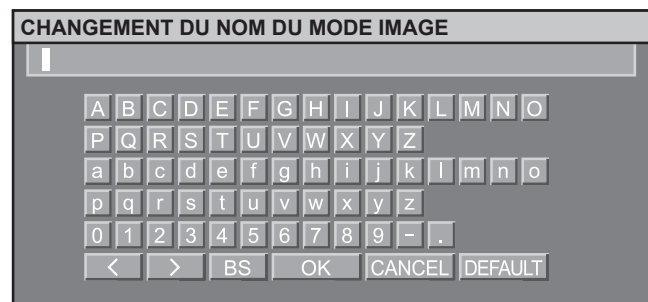 CHANGEMENT DU NOM DU MODE IMAGE
A B C D E F G H I J K L M N O
P Q R S T U V W X Y Z
a b c d e f g h i j k l m n o
p q r s t u v w x y z
0 1 2 3 4 5 6 7 8 9 - .
< > BS OK CANCEL DEFAULT